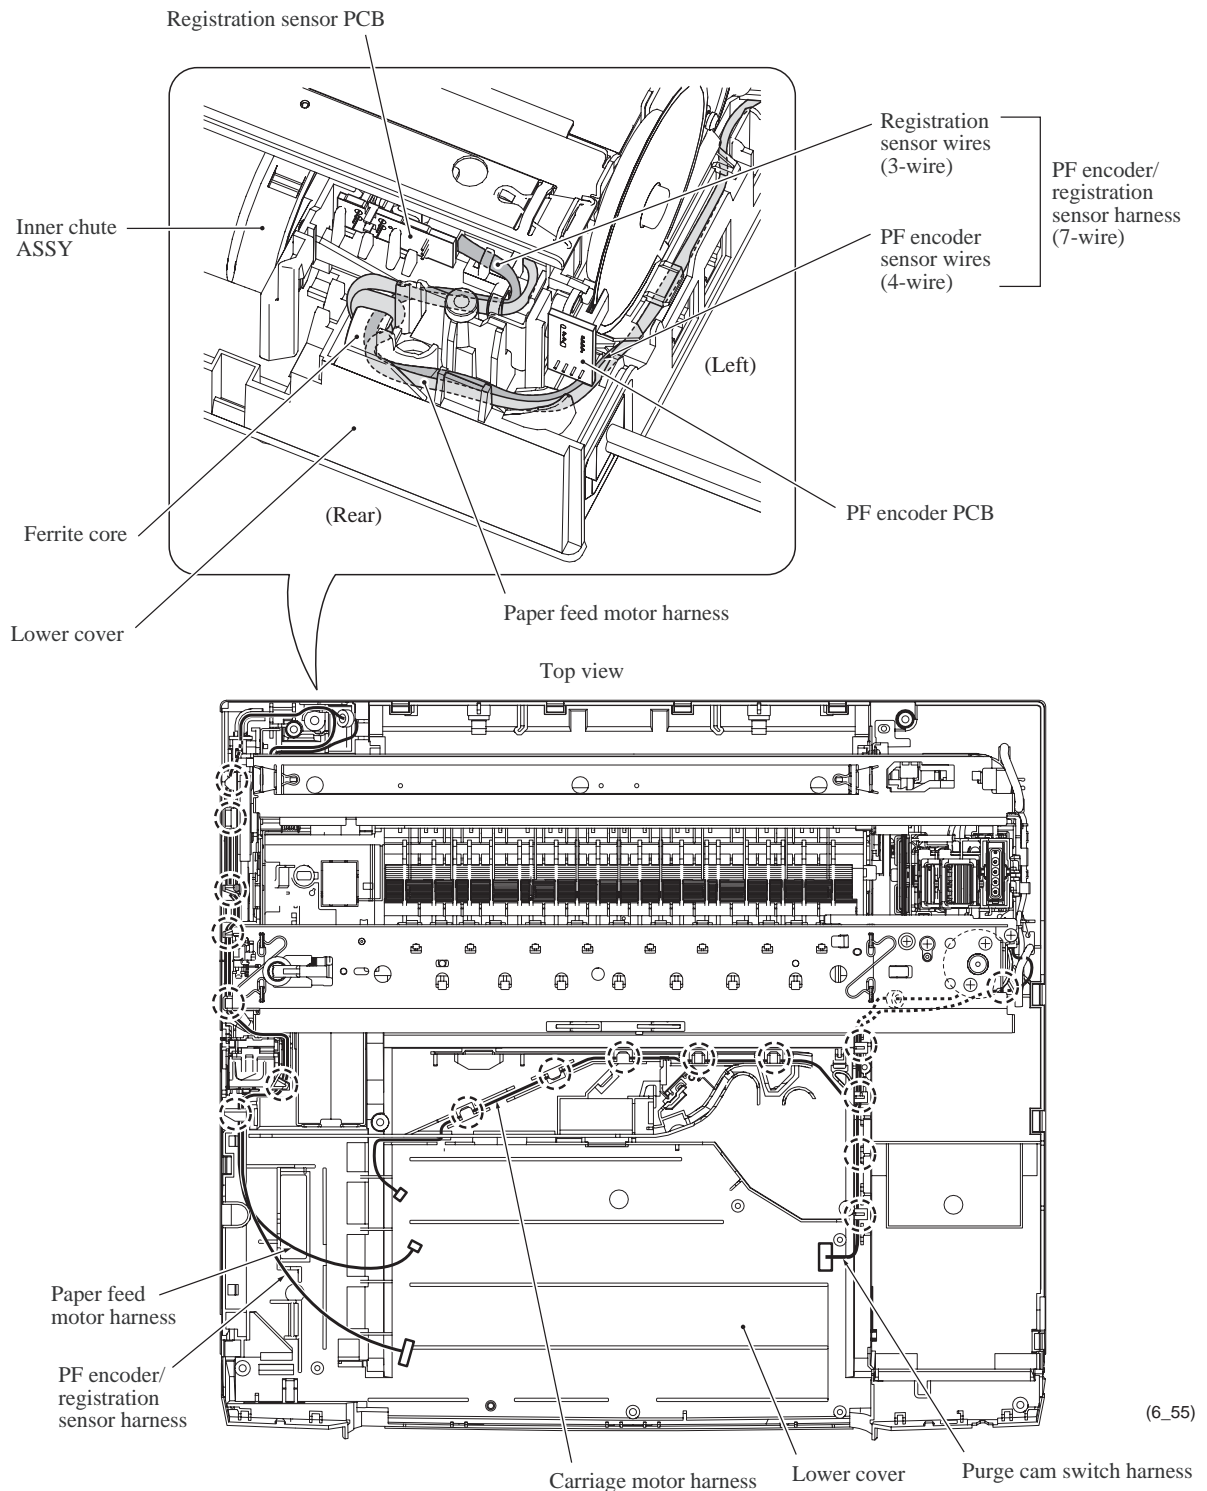 Registration sensor PCB
Registration
sensor wires
(3-wire)
PF encoder/
registration
sensor harness
(7-wire)
Inner chute
ASSY
PF encoder
sensor wires
(4-wire)
(Left)
(Rear)
PF encoder PCB
Ferrite core
Paper feed motor harness
Lower cover
Top view
Paper feed
motor harness
PF encoder/
registration
sensor harness
(6_55)
Carriage motor harness
Lower cover
Purge cam switch harness